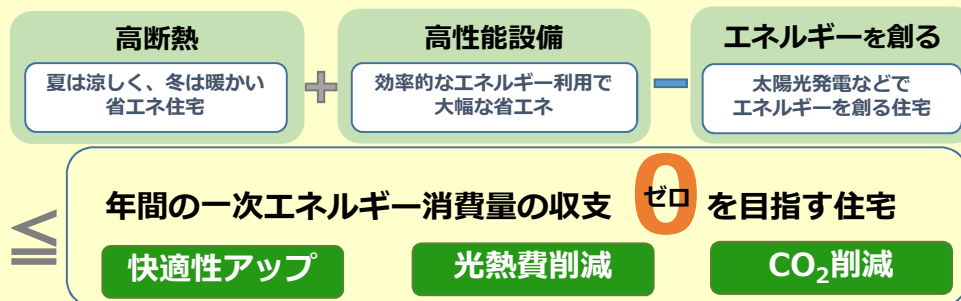 高断熱
夏は涼しく、冬は暖かい
省エネ住宅
＋
高性能設備
効率的なエネルギー利用で
大幅な省エネ
－
エネルギーを創る
太陽光発電などで
エネルギーを創る住宅
≦
年間の一次エネルギー消費量の収支 0 ゼロ を目指す住宅
快適性アップ
光熱費削減
CO₂削減